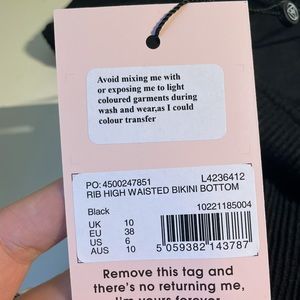 Avoid mixing me with
or exposing me to light
coloured garments during
wash and wear,as I could
colour transfer
PO: 4500247851 L4236412
RIB HIGH WAISTED BIKINI BOTTOM
Black 10221185004
UK 10
EU 38
US 6
AUS 10
5 059382 143787
Remove this tag and
there's no returning me,
I'm yours forever